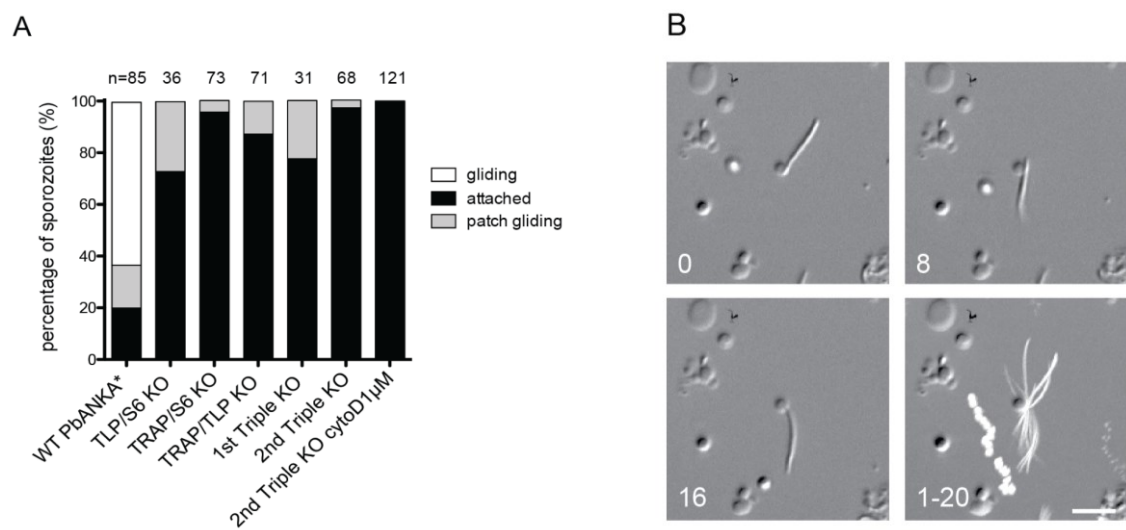 A
n=85 36 73 71 31 68 121
percentage of sporozoites (%)
100
80
60
40
20
0
WT PbANKA*
TLP/S6 KO
TRAP/S6 KO
TRAP/TLP KO
1st Triple KO
2nd Triple KO
2nd Triple KO cytoD1µM
gliding
attached
patch gliding
B
0
8
16
1-20